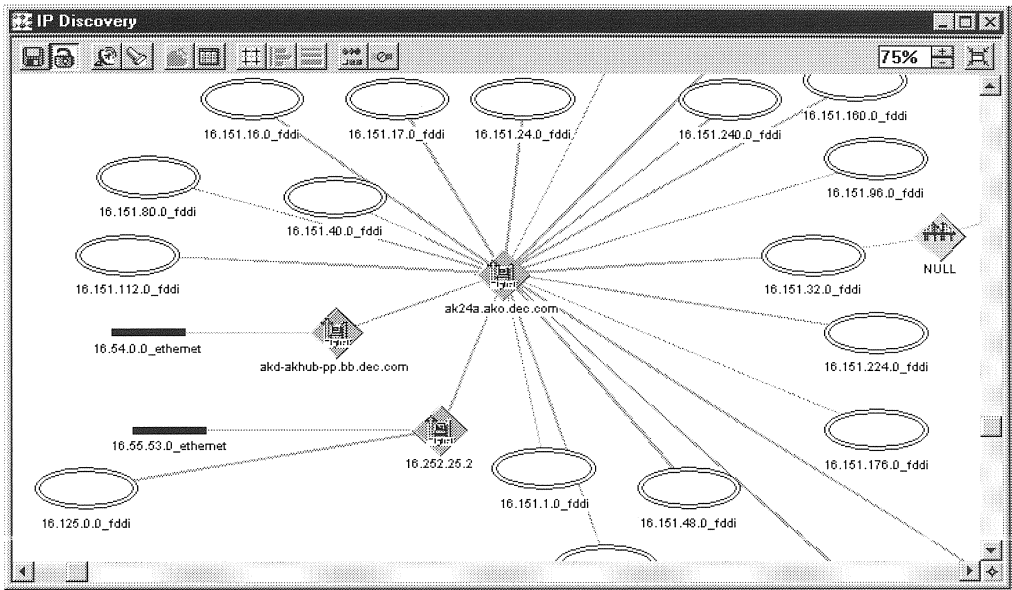 IP Discovery
75%
16.151.16.0_fddi
16.151.17.0_fddi
16.151.24.0_fddi
16.151.240.0_fddi
16.151.160.0_fddi
16.151.80.0_fddi
16.151.40.0_fddi
16.151.96.0_fddi
16.151.112.0_fddi
16.151.32.0_fddi
NULL
ak24a.ako.dec.com
16.54.0.0_ethernet
akd-akhub-pp.bb.dec.com
16.151.224.0_fddi
16.55.53.0_ethernet
16.252.25.2
16.151.176.0_fddi
16.125.0.0_fddi
16.151.1.0_fddi
16.151.48.0_fddi